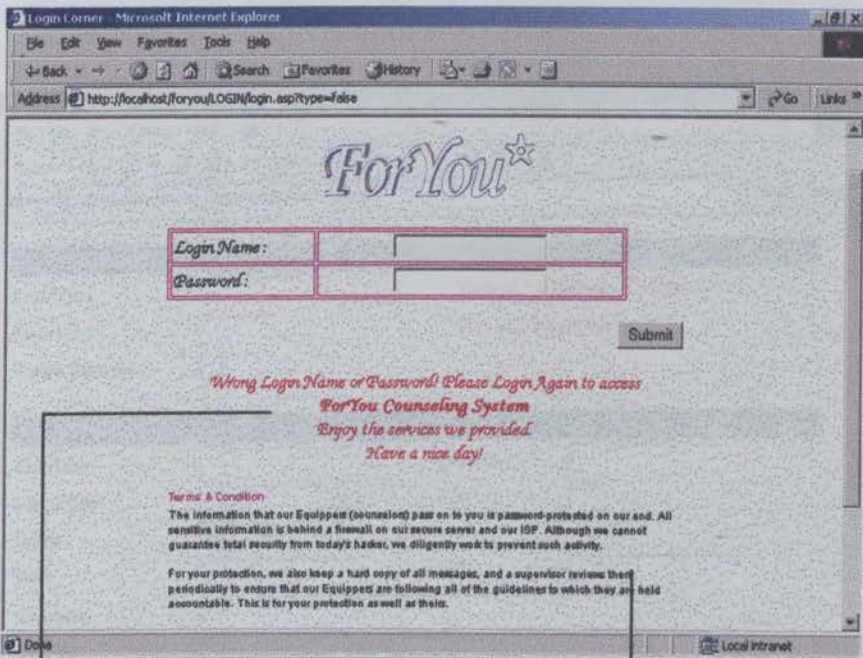 Login Corner - Microsoft Internet Explorer
File Edit View Favorites Tools Help
Back Search Favorites History
Address http://localhost/foryou/LOGIN/login.asp?type=false Go Links »
ForYou
Login Name :
Password :
Submit
Wrong Login Name or Password! Please Login Again to access
ForYou Counseling System
Enjoy the services we provided.
Have a nice day!
Terms & Condition
The information that our Equippers (counselors) pass on to you is password-protected on our end. All
sensitive information is behind a firewall on our secure server and our ISP. Although we cannot
guarantee total security from today's hacker, we diligently work to prevent such activity.
For your protection, we also keep a hard copy of all messages, and a supervisor reviews them
periodically to ensure that our Equippers are following all of the guidelines to which they are held
accountable. This is for your protection as well as theirs.
Done Local intranet